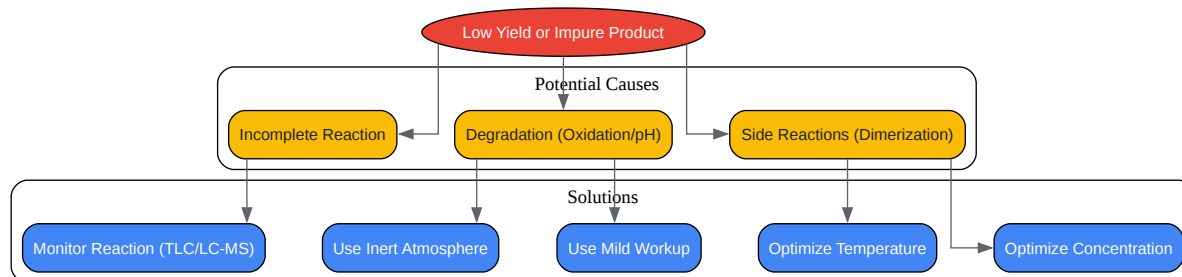 Low Yield or Impure Product
Potential Causes
Incomplete Reaction
Degradation (Oxidation/pH)
Side Reactions (Dimerization)
Solutions
Monitor Reaction (TLC/LC-MS)
Use Inert Atmosphere
Use Mild Workup
Optimize Temperature
Optimize Concentration